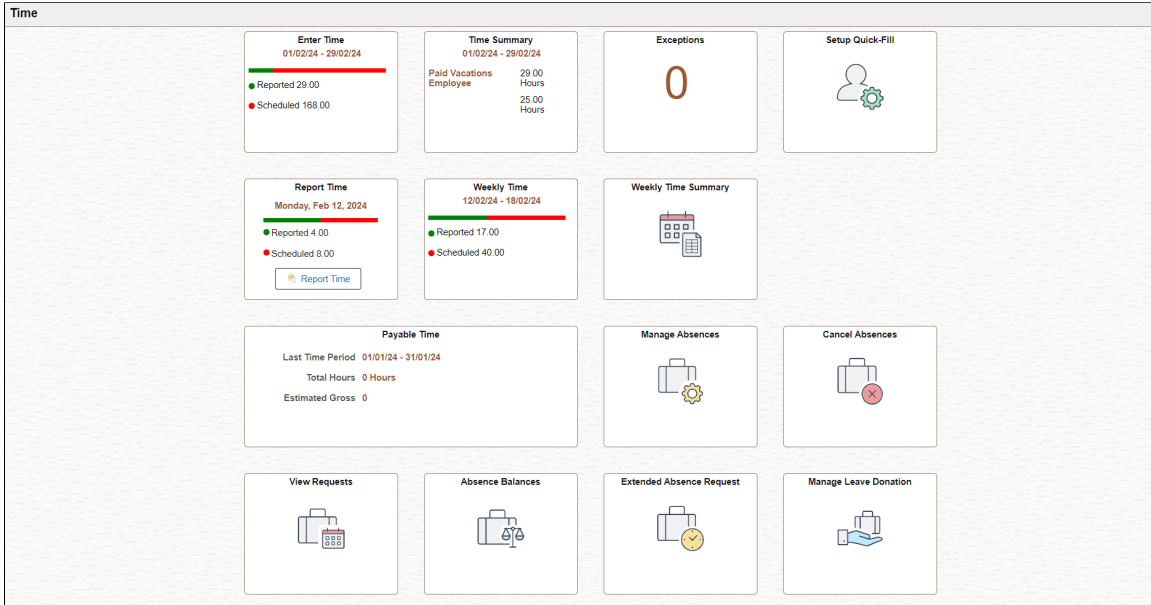 Time
Enter Time
01/02/24 - 29/02/24
Reported 29.00
Scheduled 168.00
Time Summary
01/02/24 - 29/02/24
Paid Vacations
Employee
29.00
Hours
25.00
Hours
Exceptions
0
Setup Quick-Fill
Report Time
Monday, Feb 12, 2024
Reported 4.00
Scheduled 8.00
Report Time
Weekly Time
12/02/24 - 18/02/24
Reported 17.00
Scheduled 40.00
Weekly Time Summary
Payable Time
Last Time Period 01/01/24 - 31/01/24
Total Hours 0 Hours
Estimated Gross 0
Manage Absences
Cancel Absences
View Requests
Absence Balances
Extended Absence Request
Manage Leave Donation